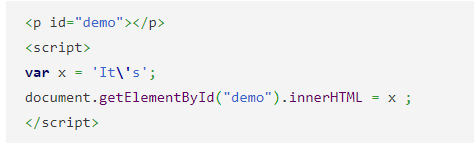 <p id="demo"></p>
<script>
var x = 'It\'s';
document.getElementById("demo").innerHTML = x ;
</script>